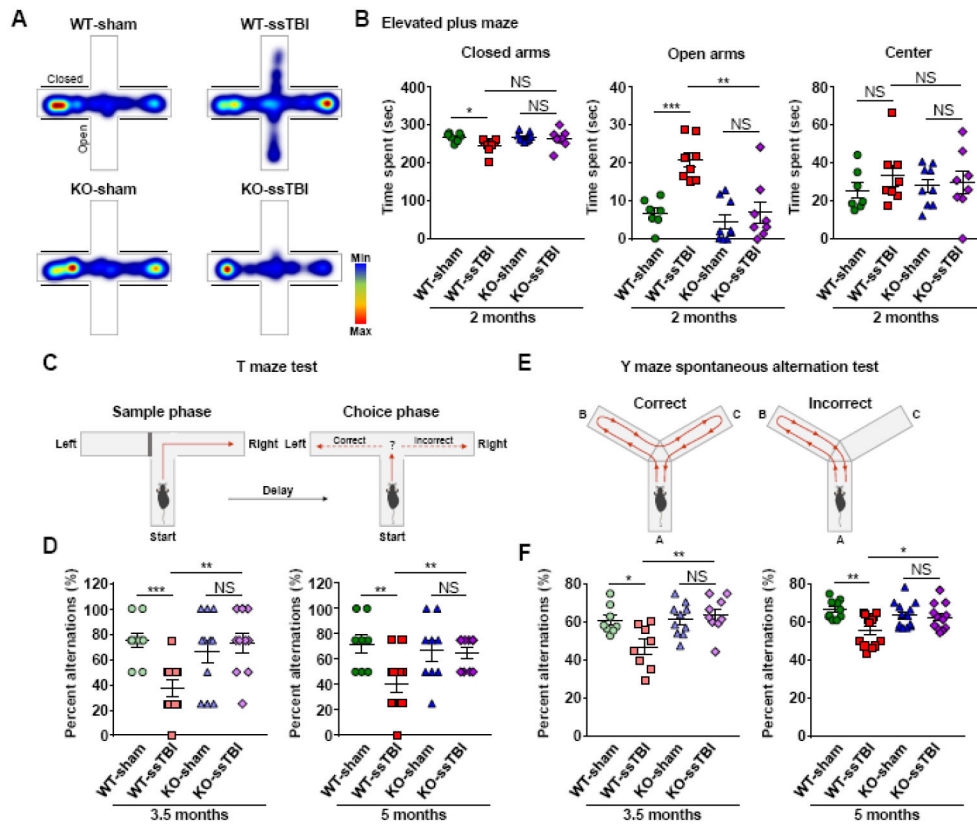 A
WT-sham
WT-ssTBI
Closed
Open
KO-sham
KO-ssTBI
Min
Max
B
Elevated plus maze
Closed arms
Open arms
Center
Time spent (sec)
400
300
200
100
0
*
NS
NS
WT-sham
WT-ssTBI
KO-sham
KO-ssTBI
2 months
Time spent (sec)
40
30
20
10
0
***
**
NS
WT-sham
WT-ssTBI
KO-sham
KO-ssTBI
2 months
Time spent (sec)
80
60
40
20
0
NS
NS
NS
WT-sham
WT-ssTBI
KO-sham
KO-ssTBI
2 months
C
T maze test
Sample phase
Left
Right
Start
Delay
Choice phase
Left
Correct
?
Incorrect
Right
Start
D
Percent alternations (%)
120
100
80
60
40
20
0
***
**
NS
WT-sham
WT-ssTBI
KO-sham
KO-ssTBI
3.5 months
Percent alternations (%)
120
100
80
60
40
20
0
**
**
NS
WT-sham
WT-ssTBI
KO-sham
KO-ssTBI
5 months
E
Y maze spontaneous alternation test
Correct
B
C
A
Incorrect
B
C
A
F
Percent alternations (%)
80
60
40
20
0
*
**
NS
WT-sham
WT-ssTBI
KO-sham
KO-ssTBI
3.5 months
Percent alternations (%)
80
60
40
20
0
**
*
NS
WT-sham
WT-ssTBI
KO-sham
KO-ssTBI
5 months